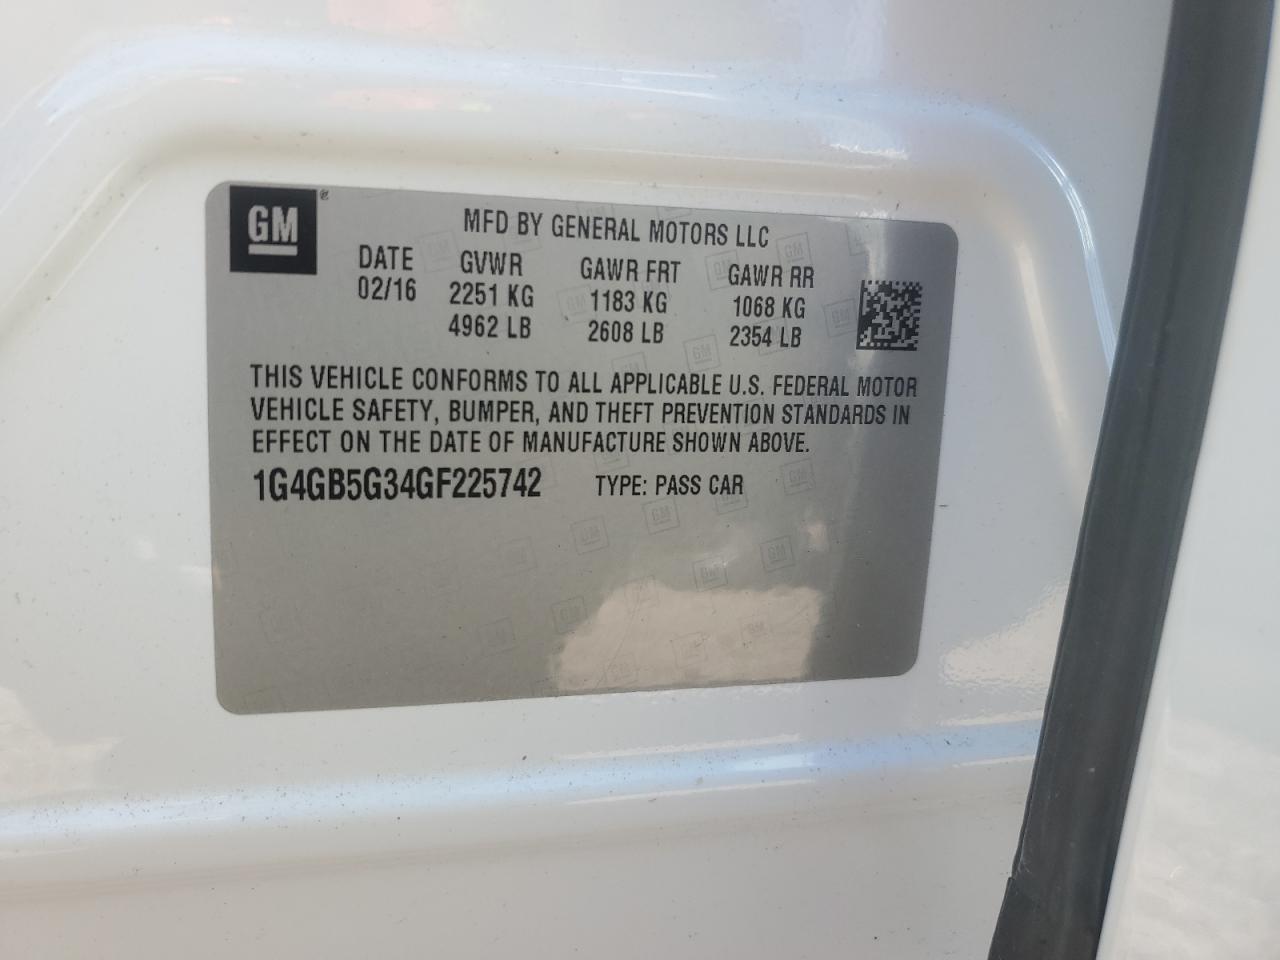 GM®
MFD BY GENERAL MOTORS LLC
DATE GVWR GAWR FRT GAWR RR
02/16 2251 KG 1183 KG 1068 KG
4962 LB 2608 LB 2354 LB
THIS VEHICLE CONFORMS TO ALL APPLICABLE U.S. FEDERAL MOTOR
VEHICLE SAFETY, BUMPER, AND THEFT PREVENTION STANDARDS IN
EFFECT ON THE DATE OF MANUFACTURE SHOWN ABOVE.
1G4GB5G34GF225742 TYPE: PASS CAR